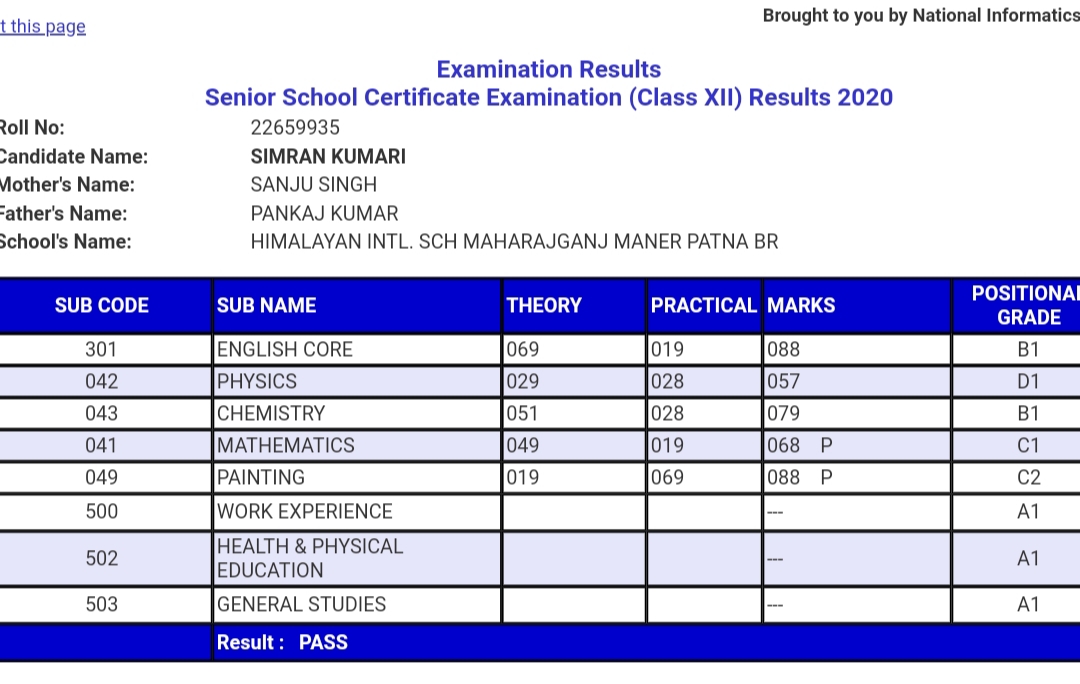 t this page
Brought to you by National Informatics
Examination Results
Senior School Certificate Examination (Class XII) Results 2020
Roll No: 22659935
Candidate Name: SIMRAN KUMARI
Mother's Name: SANJU SINGH
Father's Name: PANKAJ KUMAR
School's Name: HIMALAYAN INTL. SCH MAHARAJGANJ MANER PATNA BR
SUB CODE SUB NAME THEORY PRACTICAL MARKS POSITIONAL GRADE
301 ENGLISH CORE 069 019 088 B1
042 PHYSICS 029 028 057 D1
043 CHEMISTRY 051 028 079 B1
041 MATHEMATICS 049 019 068 P C1
049 PAINTING 019 069 088 P C2
500 WORK EXPERIENCE --- A1
502 HEALTH & PHYSICAL EDUCATION --- A1
503 GENERAL STUDIES --- A1
Result : PASS